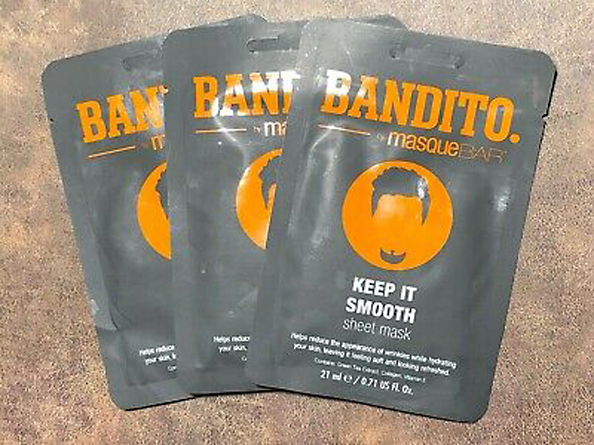 BAN
BAN
BANDITO.
by masqueBAR
KEEP IT
SMOOTH
sheet mask
Helps reduce the appearance of wrinkles while hydrating
your skin, leaving it feeling soft and looking refreshed.
Contains: Green Tea Extract, Collagen, Vitamin E
21 ml e / 0.71 US Fl. Oz.
Helps reduce
your skin,
Helps reduce
your skin,